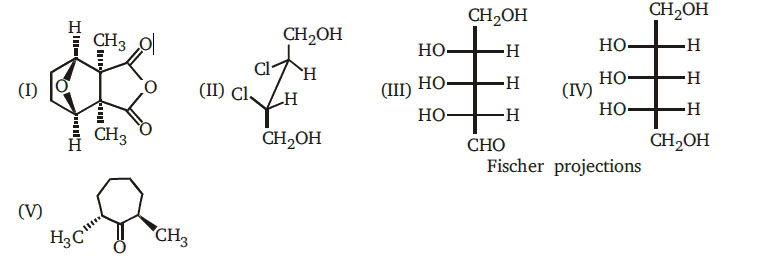 (I) H CH3 O O O CH3 O H
(II) CH2OH Cl H Cl H CH2OH
(III) CH2OH HO H HO H HO H CHO
(IV) CH2OH HO H HO H HO H CH2OH
Fischer projections
(V) H3C O CH3